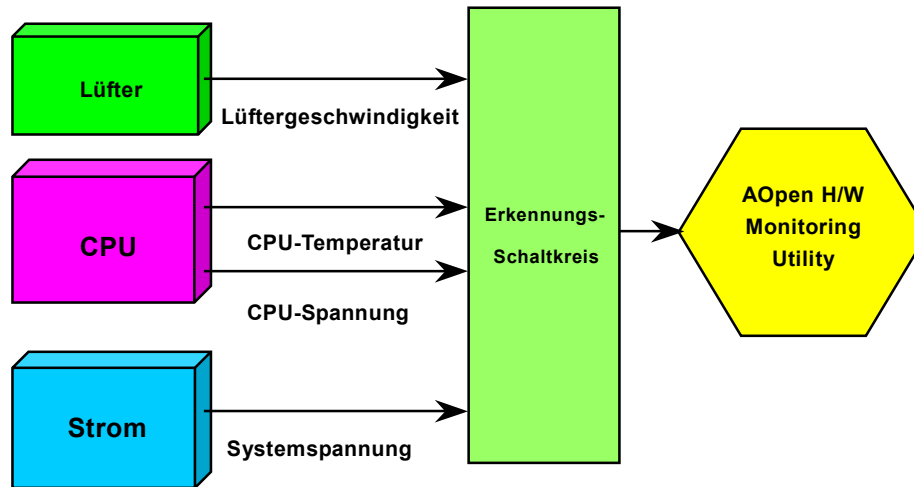 Lüfter
Lüftergeschwindigkeit
CPU
CPU-Temperatur
CPU-Spannung
Strom
Systemspannung
Erkennungs-
Schaltkreis
AOpen H/W
Monitoring
Utility